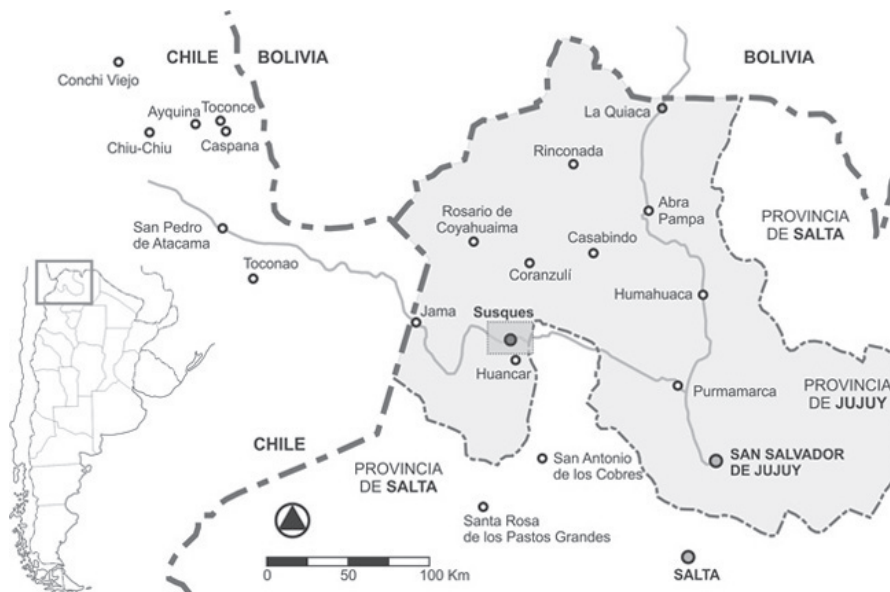 CHILE
BOLIVIA
BOLIVIA
Conchi Viejo
Ayquina
Toconce
Chiu-Chiu
Caspana
La Quiaca
Rinconada
San Pedro
de Atacama
Rosario de
Coyahuaima
Casabindo
Abra
Pampa
PROVINCIA
DE SALTA
Toconao
Coranzulí
Humahuaca
Jama
Susques
Huancar
Purmamarca
PROVINCIA
DE JUJUY
CHILE
PROVINCIA
DE SALTA
San Antonio
de los Cobres
SAN SALVADOR
DE JUJUY
Santa Rosa
de los Pastos Grandes
SALTA
0 50 100 Km